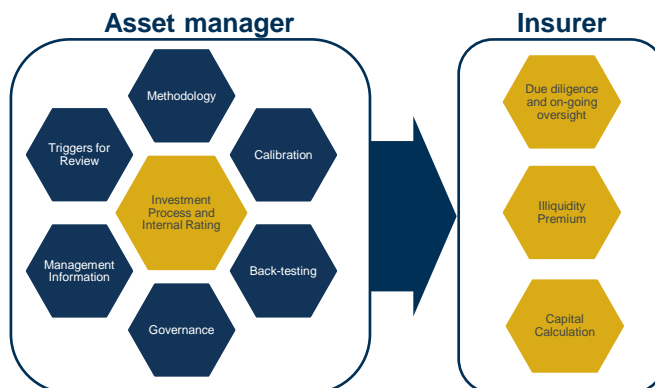 Asset manager
Insurer
Methodology
Triggers for
Review
Calibration
Investment
Process and
Internal Rating
Management
Information
Back-testing
Governance
Due diligence
and on-going
oversight
Illiquidity
Premium
Capital
Calculation